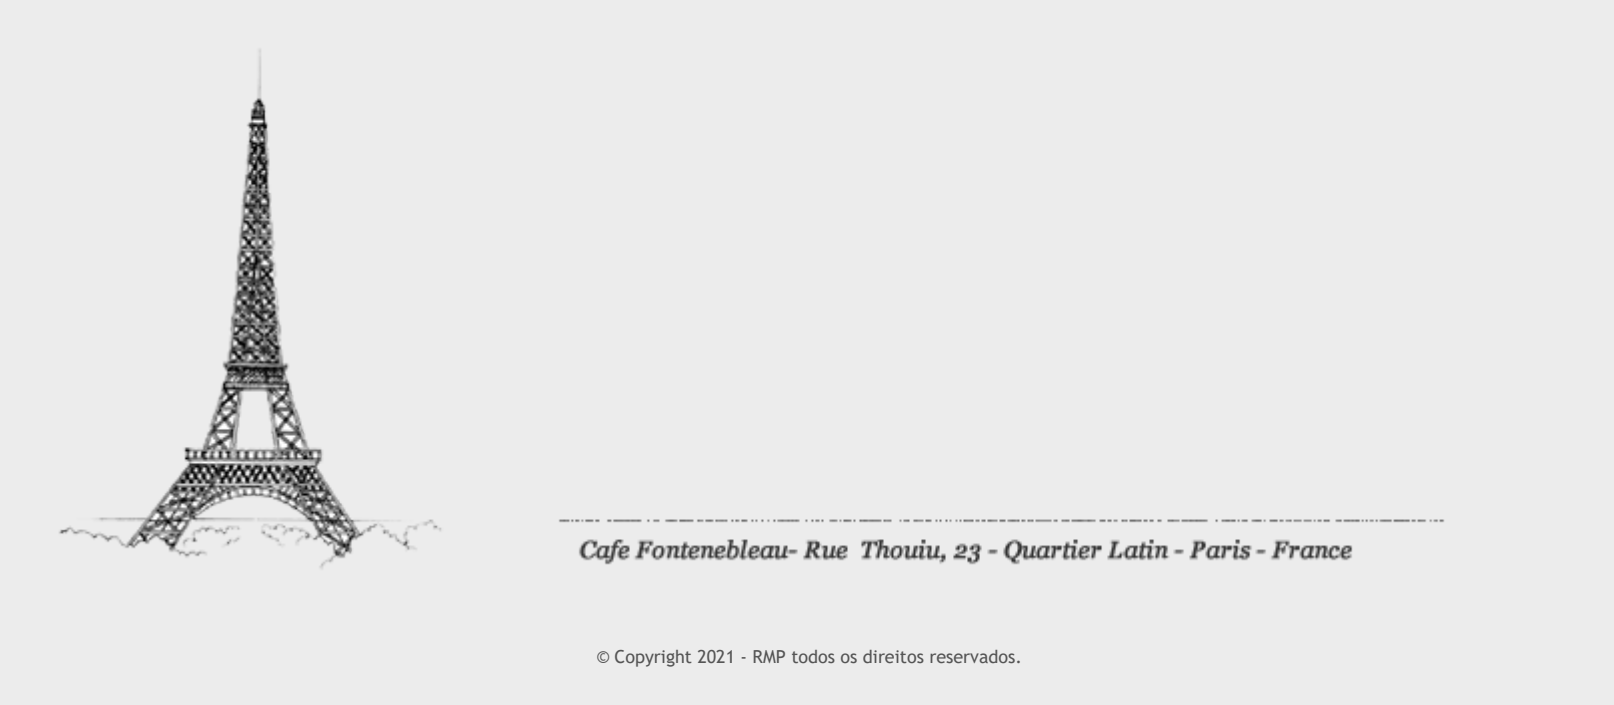 Cafe Fontenebleau- Rue  Thouiu, 23 - Quartier Latin - Paris - France
© Copyright 2021 - RMP todos os direitos reservados.